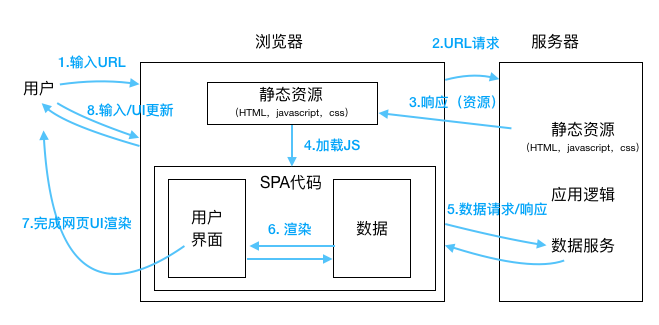 浏览器
2.URL请求
服务器
1.输入URL
用户
静态资源
(HTML，javascript，css)
3.响应（资源）
8.输入/UI更新
静态资源
(HTML，javascript，css)
4.加载JS
SPA代码
应用逻辑
7.完成网页UI渲染
用户
界面
6. 渲染
数据
5.数据请求/响应
数据服务